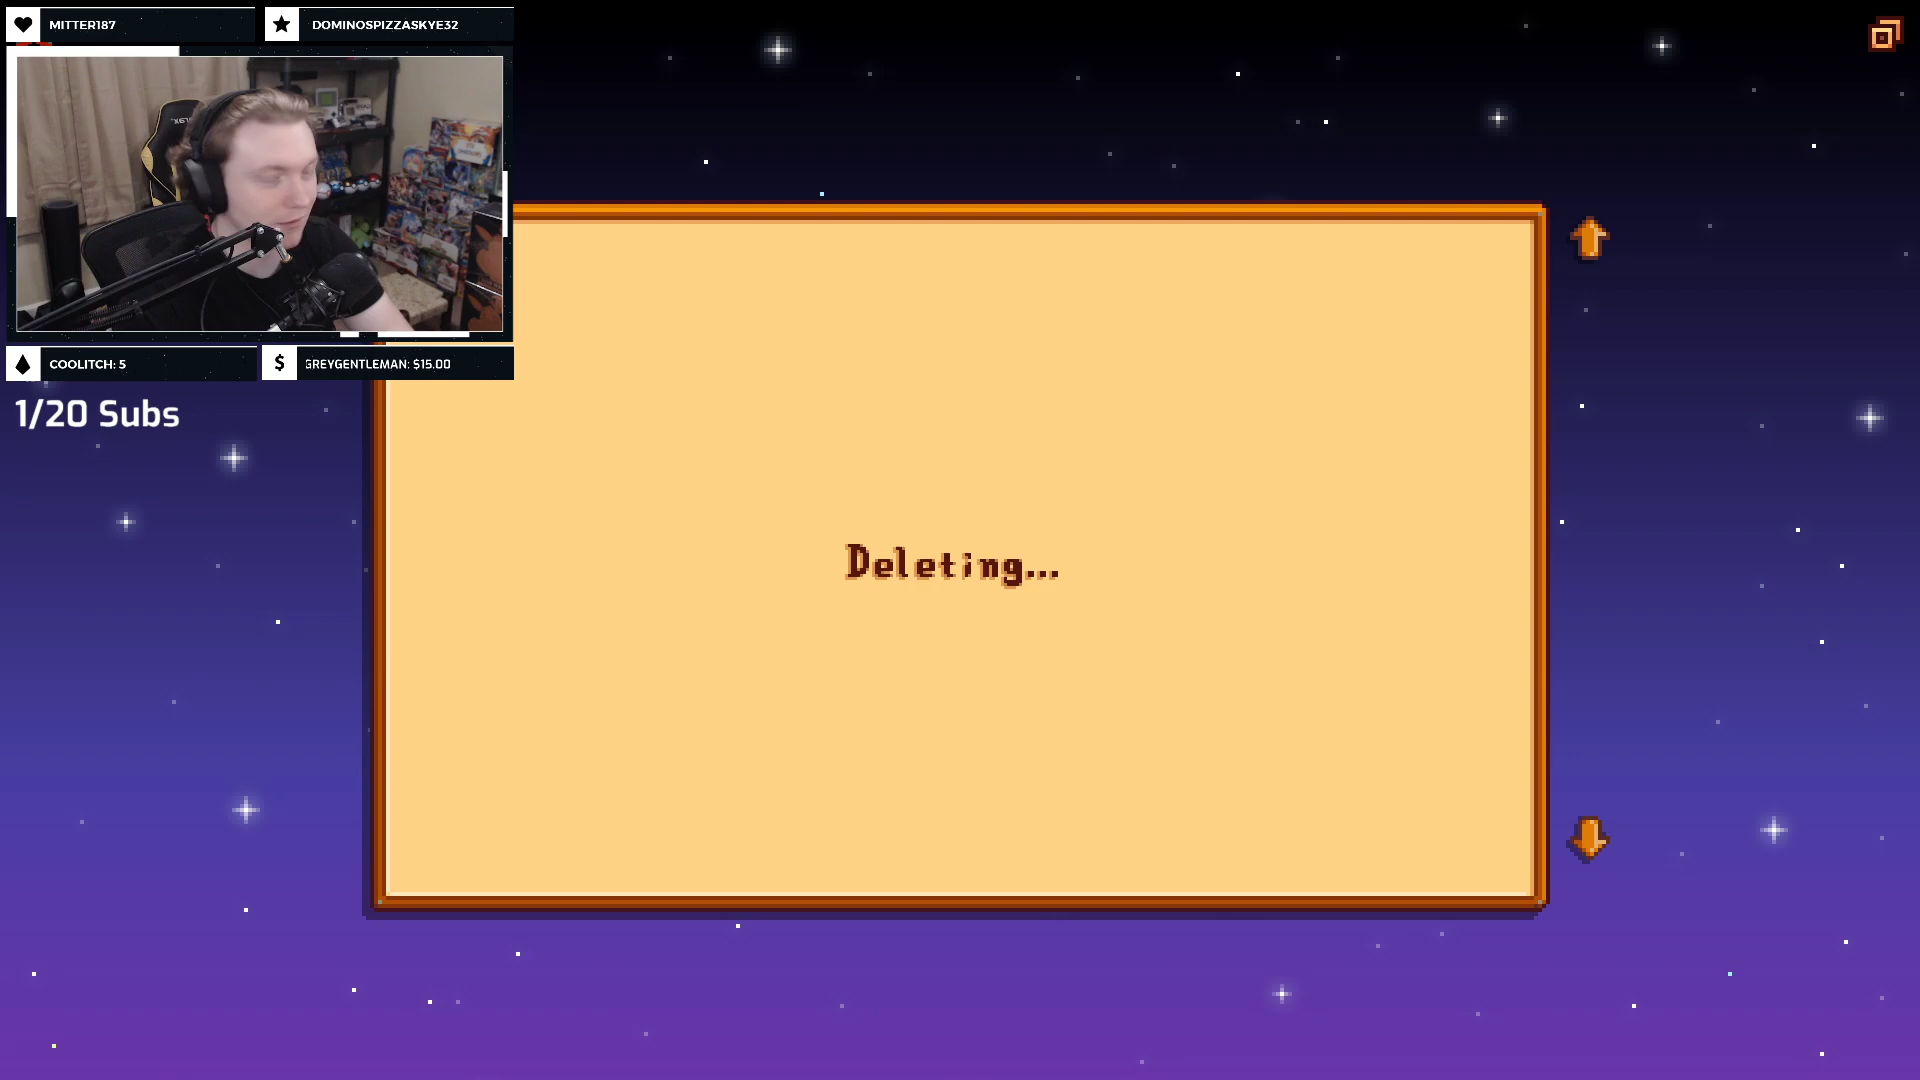 MITTER187
DOMINOSPIZZASKYE32
COOLITCH: 5
$ GREYGENTLEMAN: $15.00
1/20 Subs
Deleting...